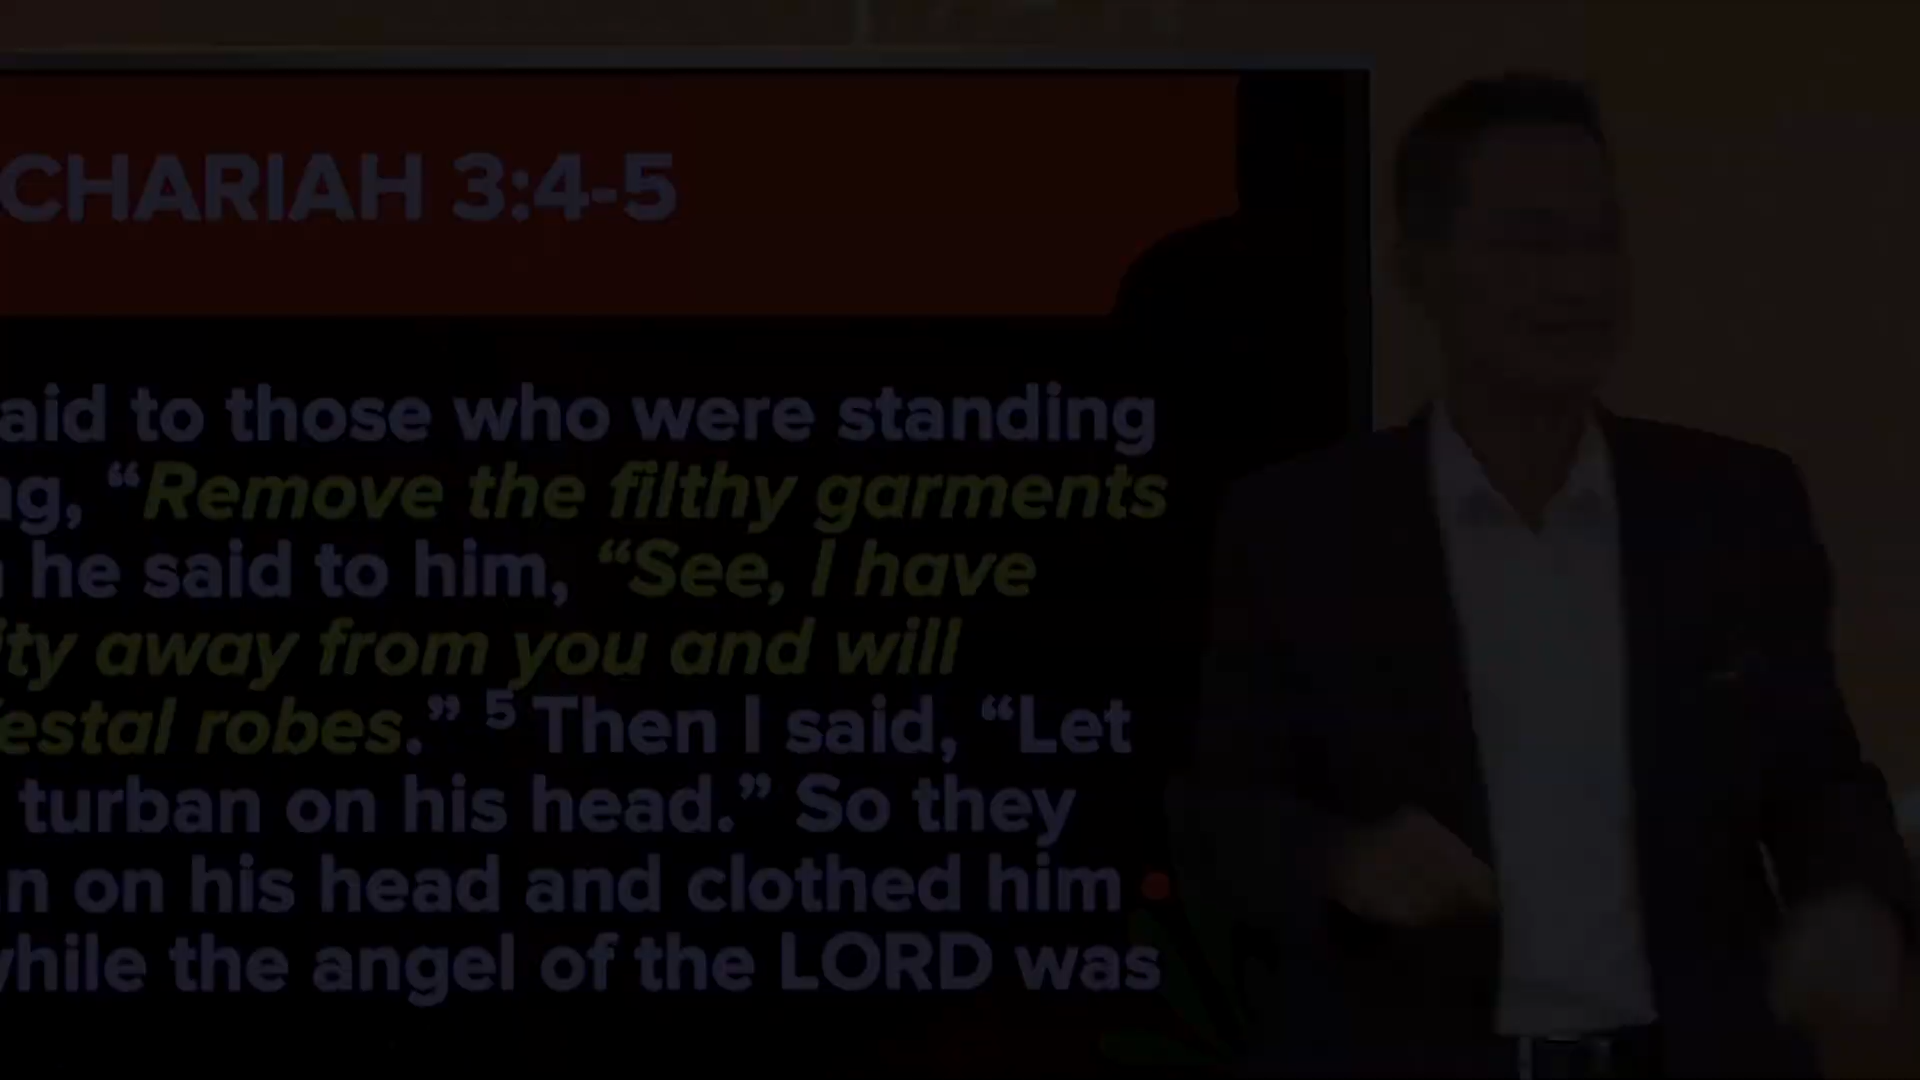 CHARIAH 3:4-5
aid to those who were standing
ng, “Remove the filthy garments
he said to him, “See, I have
ity away from you and will
estal robes.” 5 Then I said, “Let
turban on his head.” So they
n on his head and clothed him
while the angel of the LORD was